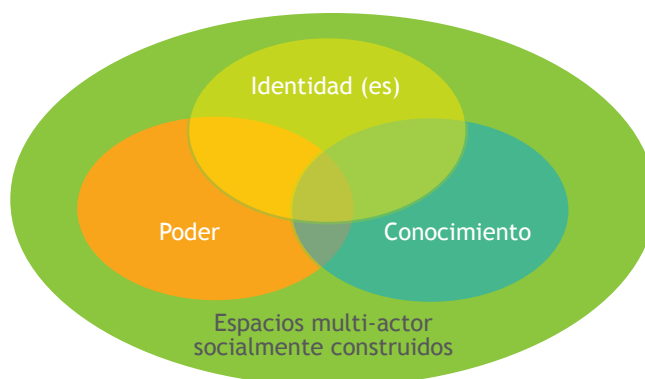 Identidad (es)
Poder
Conocimiento
Espacios multi-actor
socialmente construidos